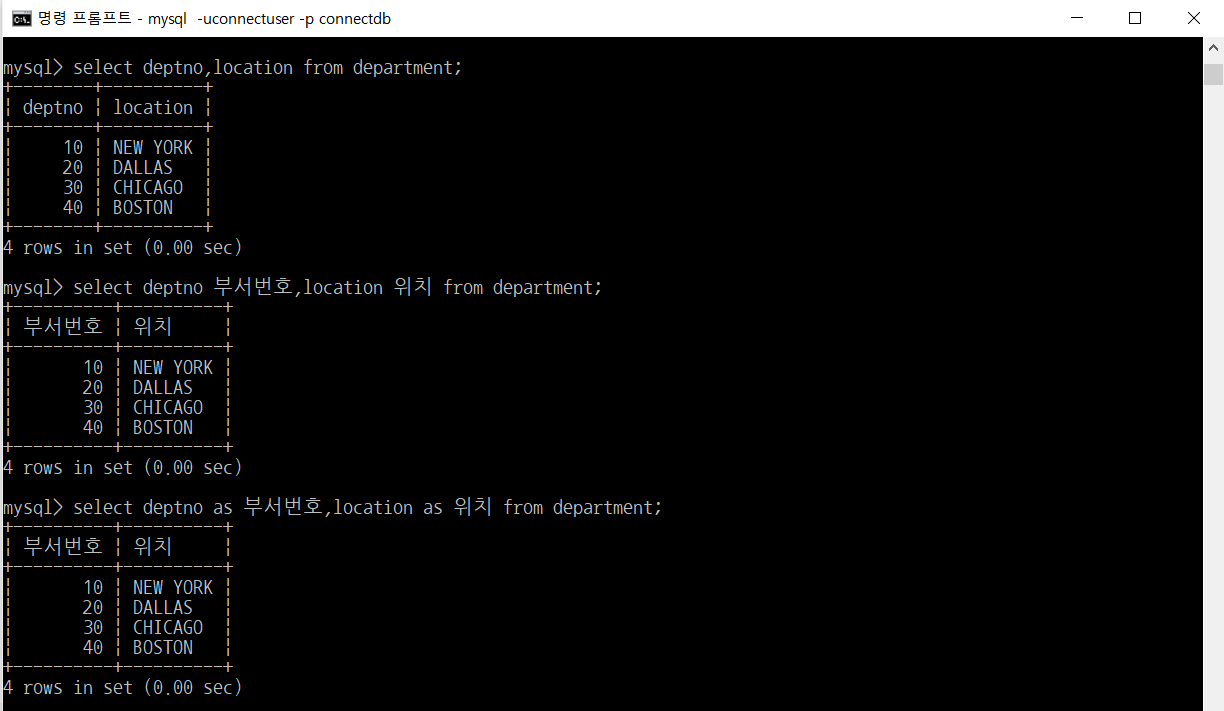 명령 프롬프트 - mysql  -uconnectuser -p connectdb
mysql> select deptno,location from department;
+--------+----------+
¦ deptno ¦ location ¦
+--------+----------+
¦     10 ¦ NEW YORK ¦
¦     20 ¦ DALLAS   ¦
¦     30 ¦ CHICAGO  ¦
¦     40 ¦ BOSTON   ¦
+--------+----------+
4 rows in set (0.00 sec)
mysql> select deptno 부서번호,location 위치 from department;
+----------+----------+
¦ 부서번호 ¦ 위치     ¦
+----------+----------+
¦       10 ¦ NEW YORK ¦
¦       20 ¦ DALLAS   ¦
¦       30 ¦ CHICAGO  ¦
¦       40 ¦ BOSTON   ¦
+----------+----------+
4 rows in set (0.00 sec)
mysql> select deptno as 부서번호,location as 위치 from department;
+----------+----------+
¦ 부서번호 ¦ 위치     ¦
+----------+----------+
¦       10 ¦ NEW YORK ¦
¦       20 ¦ DALLAS   ¦
¦       30 ¦ CHICAGO  ¦
¦       40 ¦ BOSTON   ¦
+----------+----------+
4 rows in set (0.00 sec)